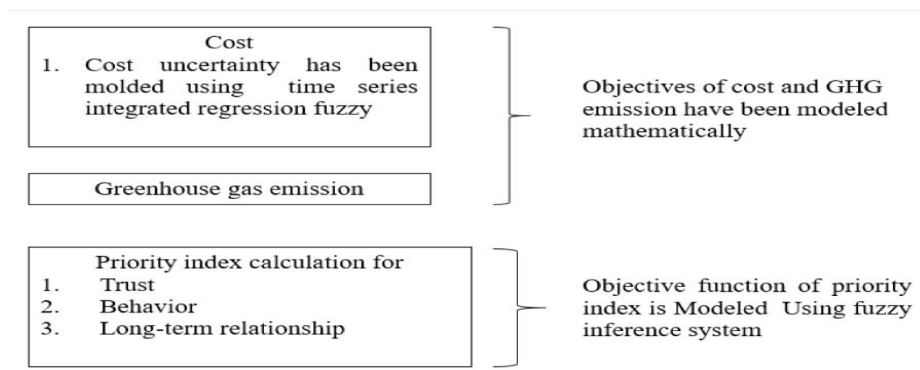 Cost
1. Cost uncertainty has been
molded using time series
integrated regression fuzzy
Objectives of cost and GHG
emission have been modeled
mathematically
Greenhouse gas emission
Priority index calculation for
1. Trust
2. Behavior
3. Long-term relationship
Objective function of priority
index is Modeled Using fuzzy
inference system